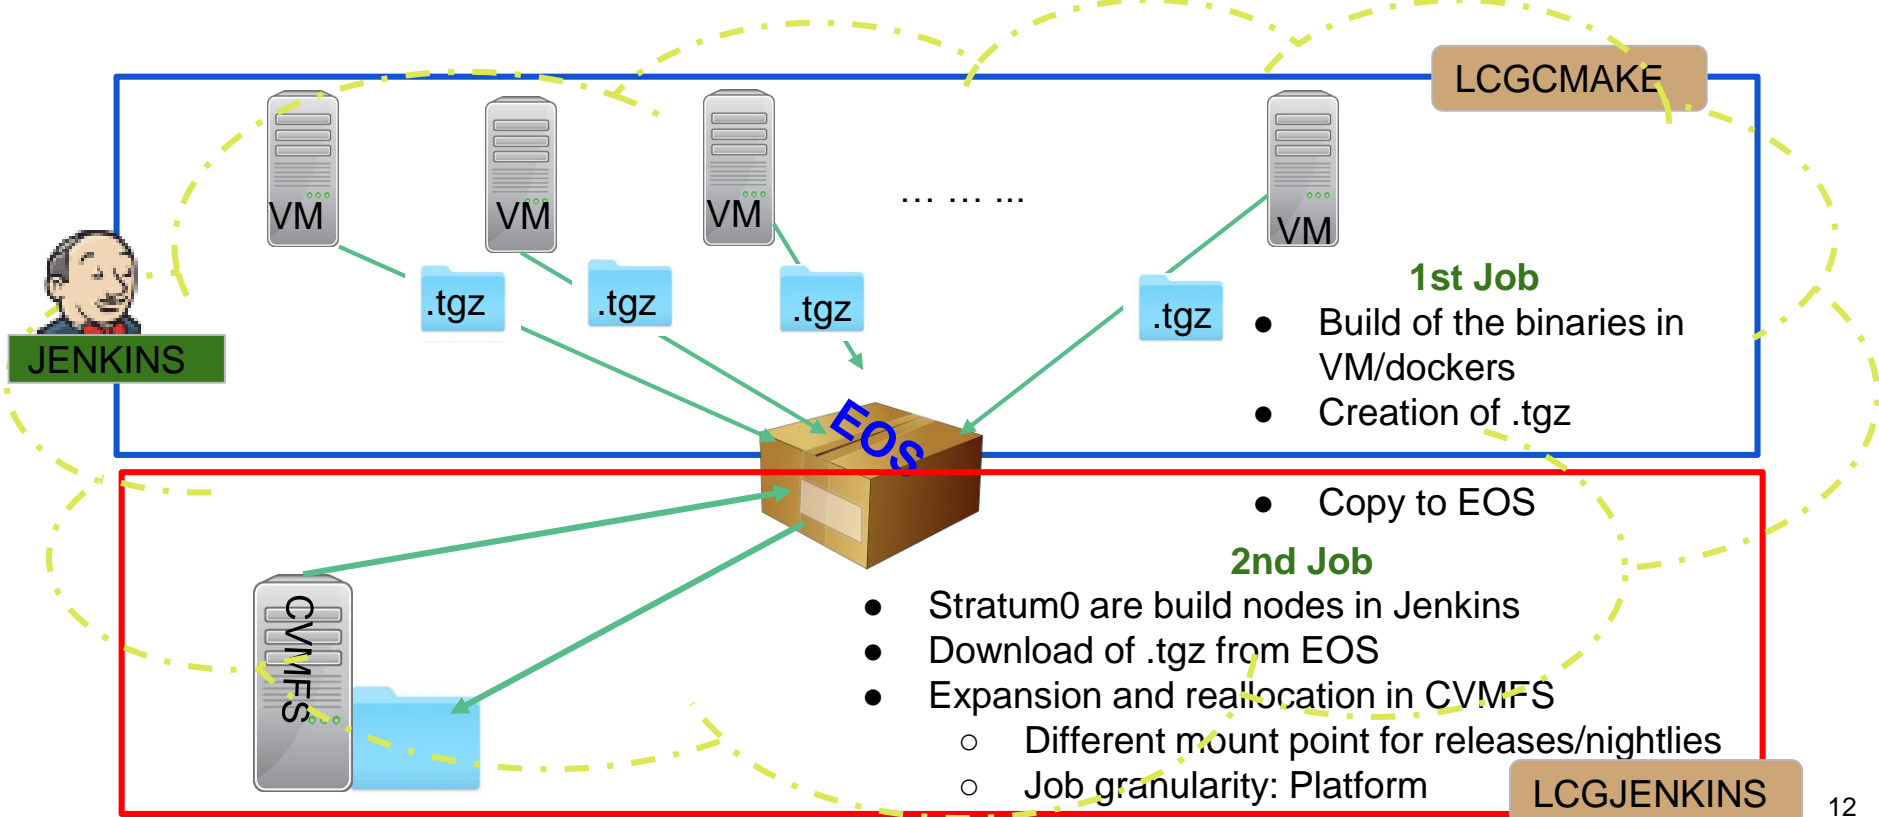 LCGCMAKE
VM
VM
VM
… … ...
VM
.tgz
.tgz
.tgz
.tgz
JENKINS
1st Job
● Build of the binaries in
VM/dockers
● Creation of .tgz
EOS
● Copy to EOS
2nd Job
● Stratum0 are build nodes in Jenkins
● Download of .tgz from EOS
● Expansion and reallocation in CVMFS
○ Different mount point for releases/nightlies
○ Job granularity: Platform
CVMFS
LCGJENKINS
12